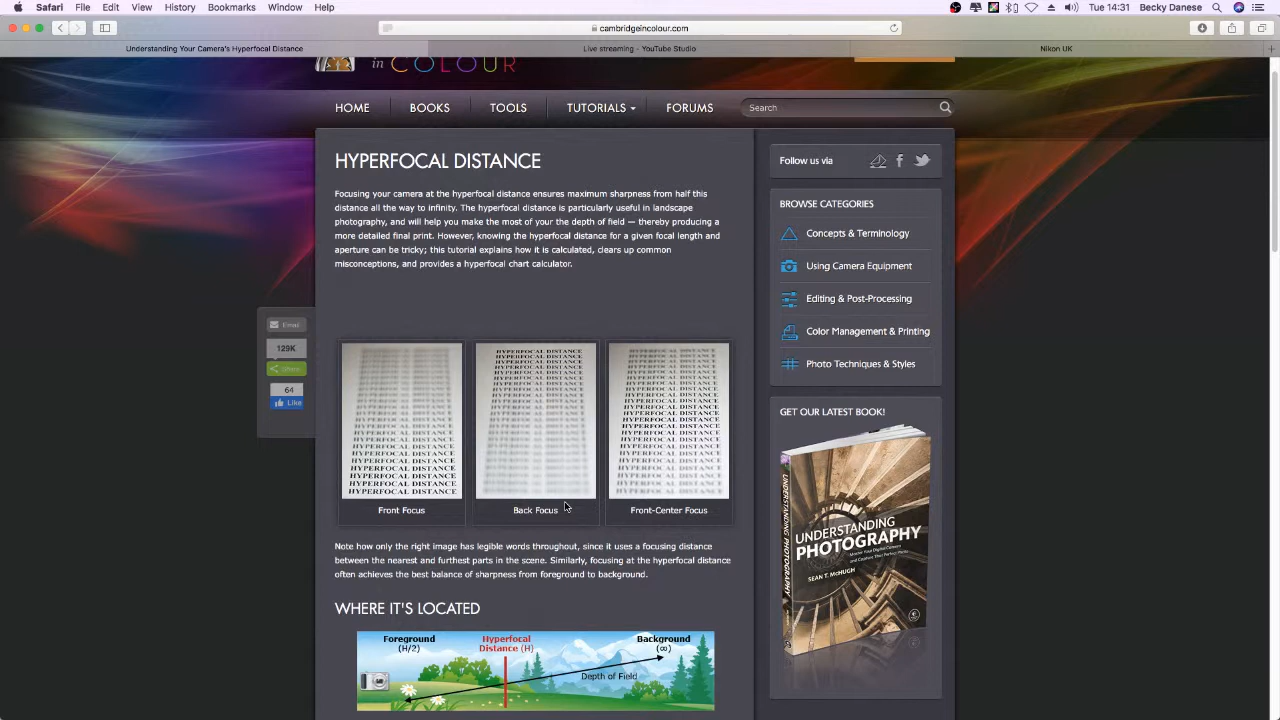 Safari File Edit View History Bookmarks Window Help Tue 14:31 Becky Danese
cambridgeincolour.com
Understanding Your Camera's Hyperfocal Distance Live streaming - YouTube Studio Nikon UK
in COLOUR
HOME BOOKS TOOLS TUTORIALS FORUMS Search
HYPERFOCAL DISTANCE
Focusing your camera at the hyperfocal distance ensures maximum sharpness from half this
distance all the way to infinity. The hyperfocal distance is particularly useful in landscape
photography, and will help you make the most of your the depth of field — thereby producing a
more detailed final print. However, knowing the hyperfocal distance for a given focal length and
aperture can be tricky; this tutorial explains how it is calculated, clears up common
misconceptions, and provides a hyperfocal chart calculator.
Email
129K
Share
64
Like
HYPERFOCAL DISTANCE
HYPERFOCAL DISTANCE
HYPERFOCAL DISTANCE
Front Focus Back Focus Front-Center Focus
Note how only the right image has legible words throughout, since it uses a focusing distance
between the nearest and furthest parts in the scene. Similarly, focusing at the hyperfocal distance
often achieves the best balance of sharpness from foreground to background.
WHERE IT'S LOCATED
Foreground
(H/2)
Hyperfocal
Distance (H)
Background
(∞)
Depth of Field
Follow us via
BROWSE CATEGORIES
Concepts & Terminology
Using Camera Equipment
Editing & Post-Processing
Color Management & Printing
Photo Techniques & Styles
GET OUR LATEST BOOK!
UNDERSTANDING
PHOTOGRAPHY
SEAN T. McHUGH
UNDERSTANDING PHOTOGRAPHY